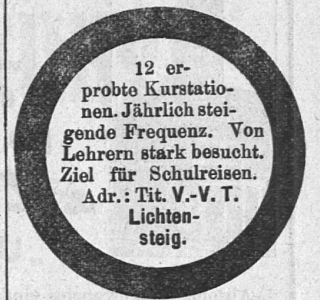 12 er-
probte Kurstatio-
nen. Jährlich stei-
gende Frequenz. Von
Lehrern stark besucht.
Ziel für Schulreisen.
Adr.: Tit. V.-V. T.
Lichten-
steig.